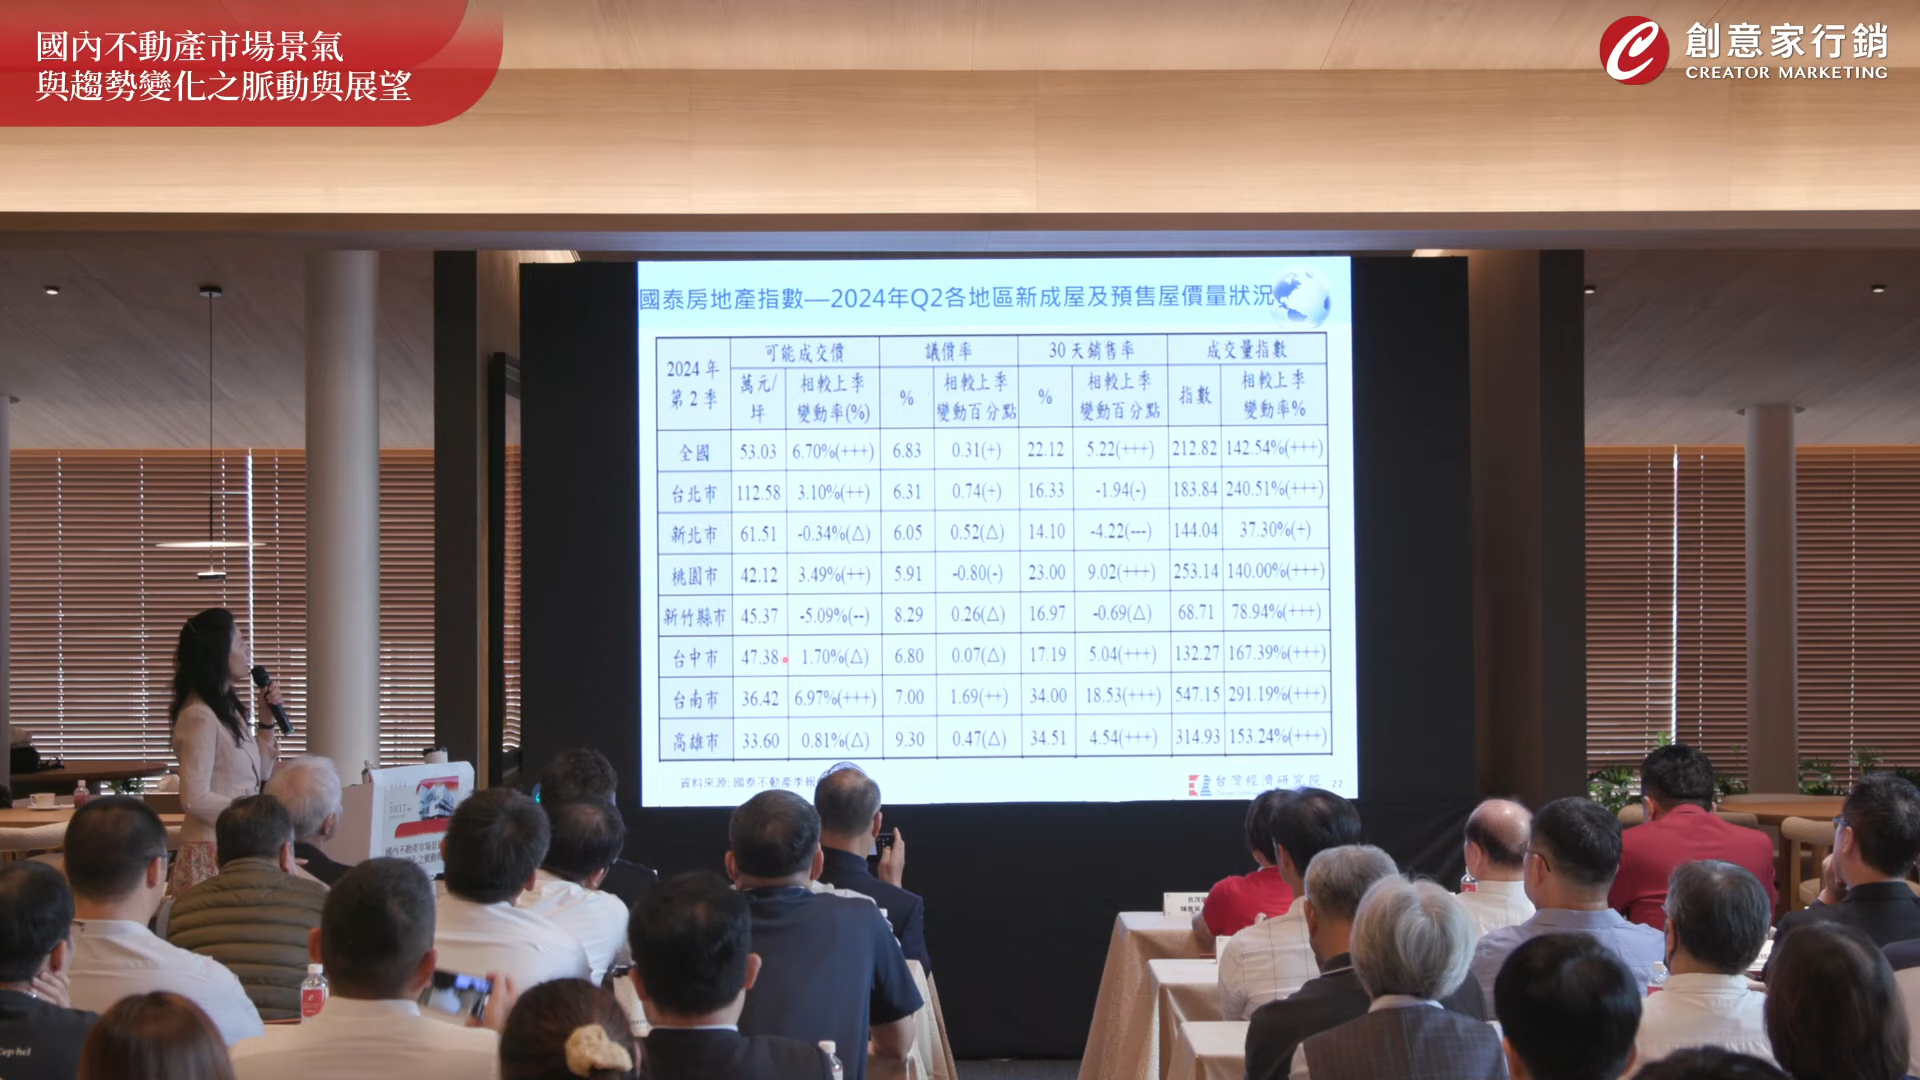 國內不動產市場景氣
與趨勢變化之脈動與展望
創意家行銷
CREATOR MARKETING
國泰房地產指數—2024年Q2各地區新成屋及預售屋價量狀況
2024年第2季 可能成交價 議價率 30天銷售率 成交量指數
萬元/坪 相較上季變動率(%) % 相較上季變動百分點 % 相較上季變動百分點 指數 相較上季變動率%
全國 53.03 6.70%(+++) 6.83 0.31(+) 22.12 5.22(+++) 212.82 142.54%(+++)
台北市 112.58 3.10%(++) 6.31 0.74(+) 16.33 -1.94(-) 183.84 240.51%(+++)
新北市 61.51 -0.34%(△) 6.05 0.52(△) 14.10 -4.22(---) 144.04 37.30%(+)
桃園市 42.12 3.49%(++) 5.91 -0.80(-) 23.00 9.02(+++) 253.14 140.00%(+++)
新竹縣市 45.37 -5.09%(--) 8.29 0.26(△) 16.97 -0.69(△) 68.71 78.94%(+++)
台中市 47.38 1.70%(△) 6.80 0.07(△) 17.19 5.04(+++) 132.27 167.39%(+++)
台南市 36.42 6.97%(+++) 7.00 1.69(++) 34.00 18.53(+++) 547.15 291.19%(+++)
高雄市 33.60 0.81%(△) 9.30 0.47(△) 34.51 4.54(+++) 314.93 153.24%(+++)
資料來源: 國泰不動產季報
台灣經濟研究院
22
10/17
國內不動產市場景